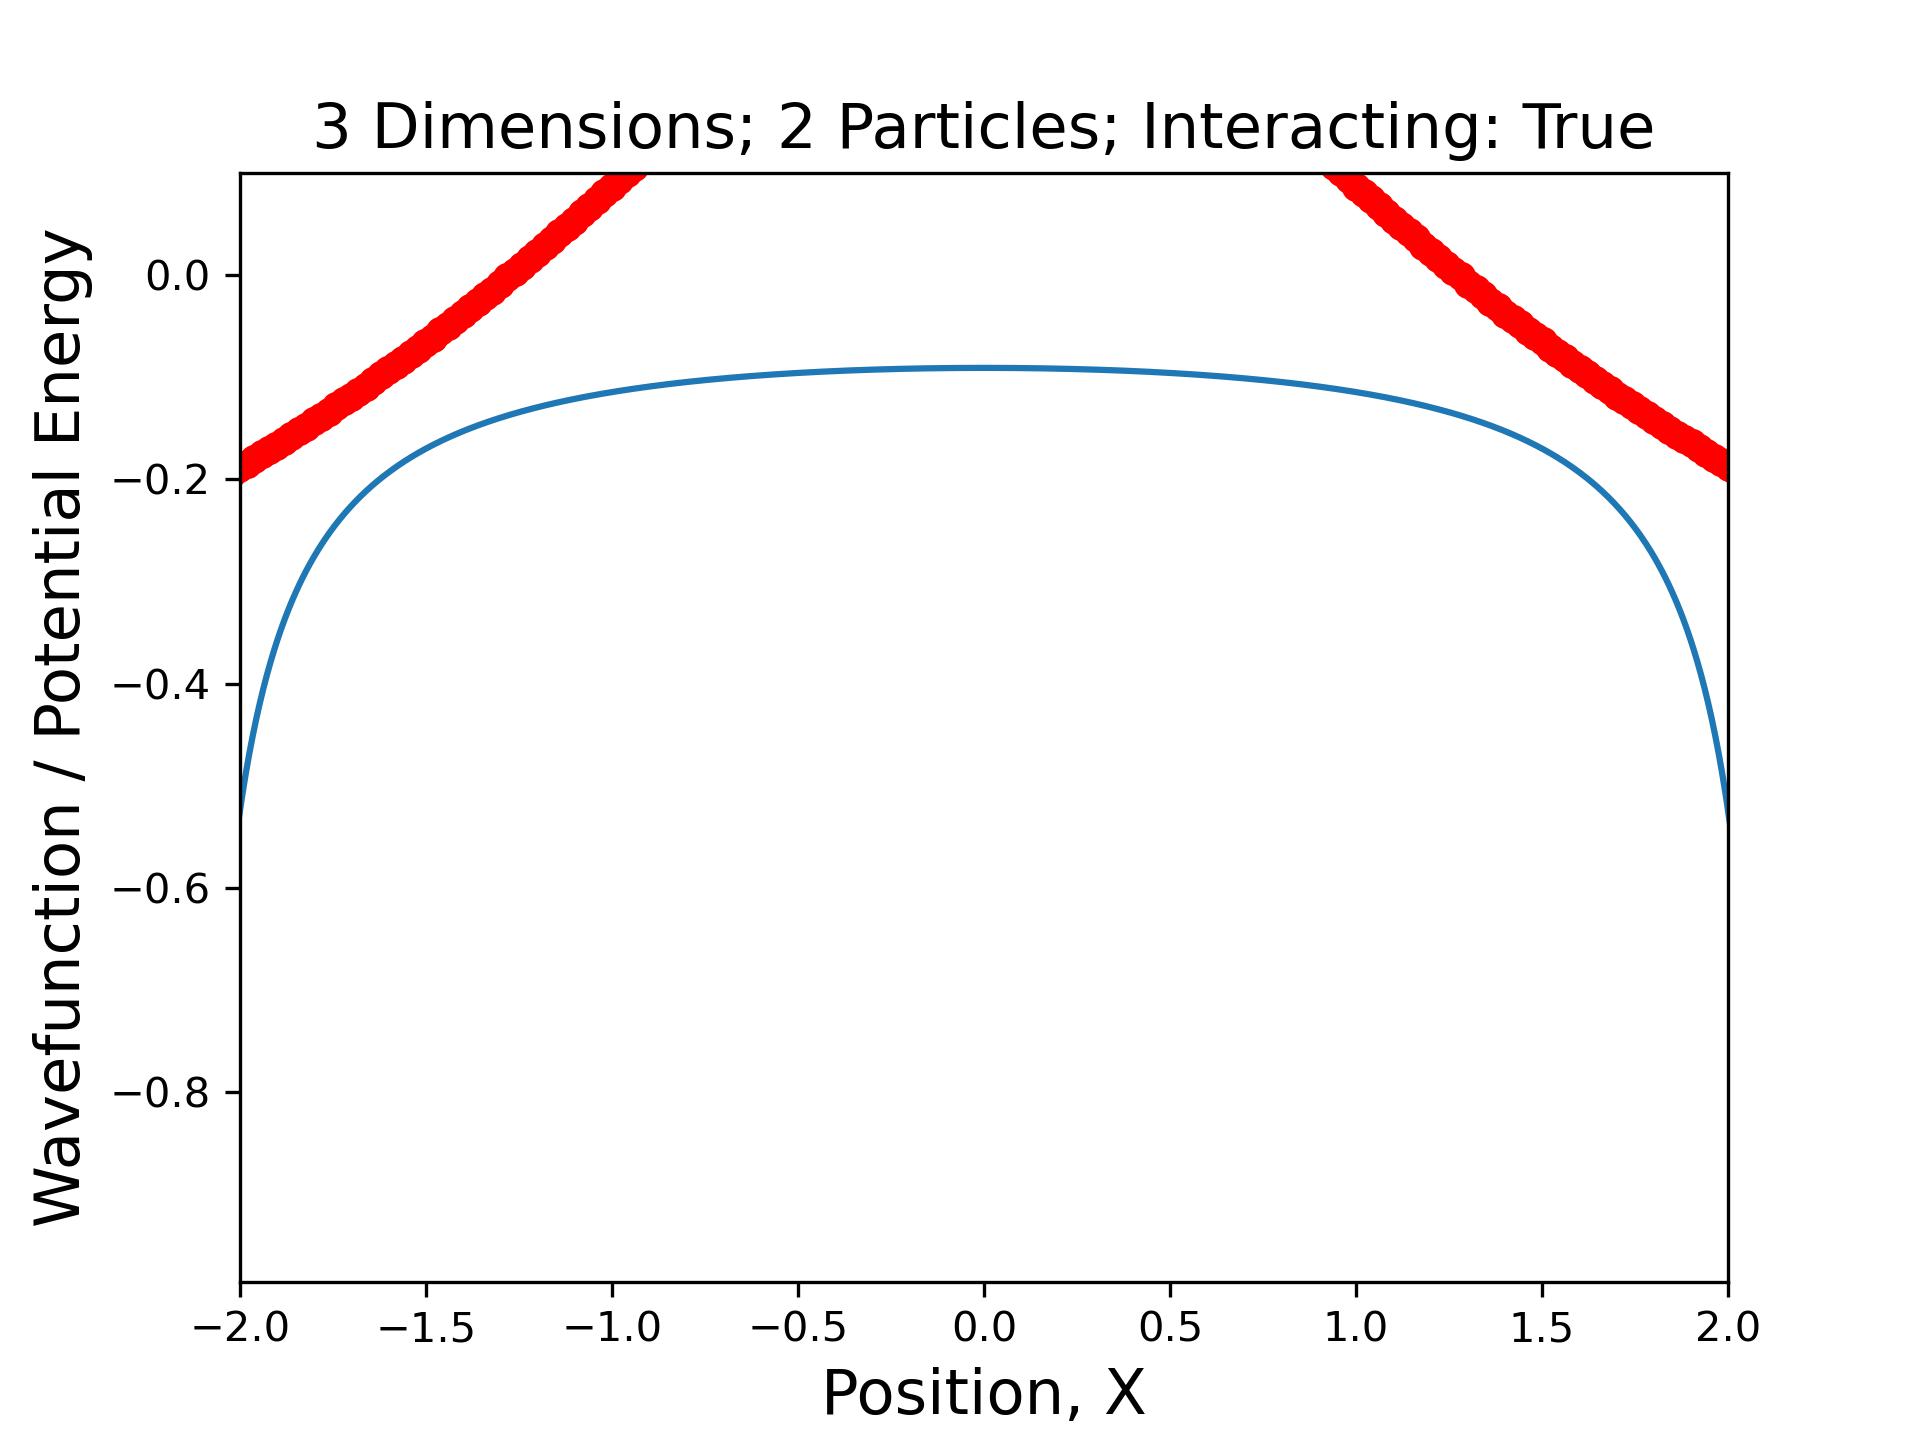 3 Dimensions; 2 Particles; Interacting: True
Wavefunction / Potential Energy
0.0
−0.2
−0.4
−0.6
−0.8
−2.0 −1.5 −1.0 −0.5 0.0 0.5 1.0 1.5 2.0
Position, X